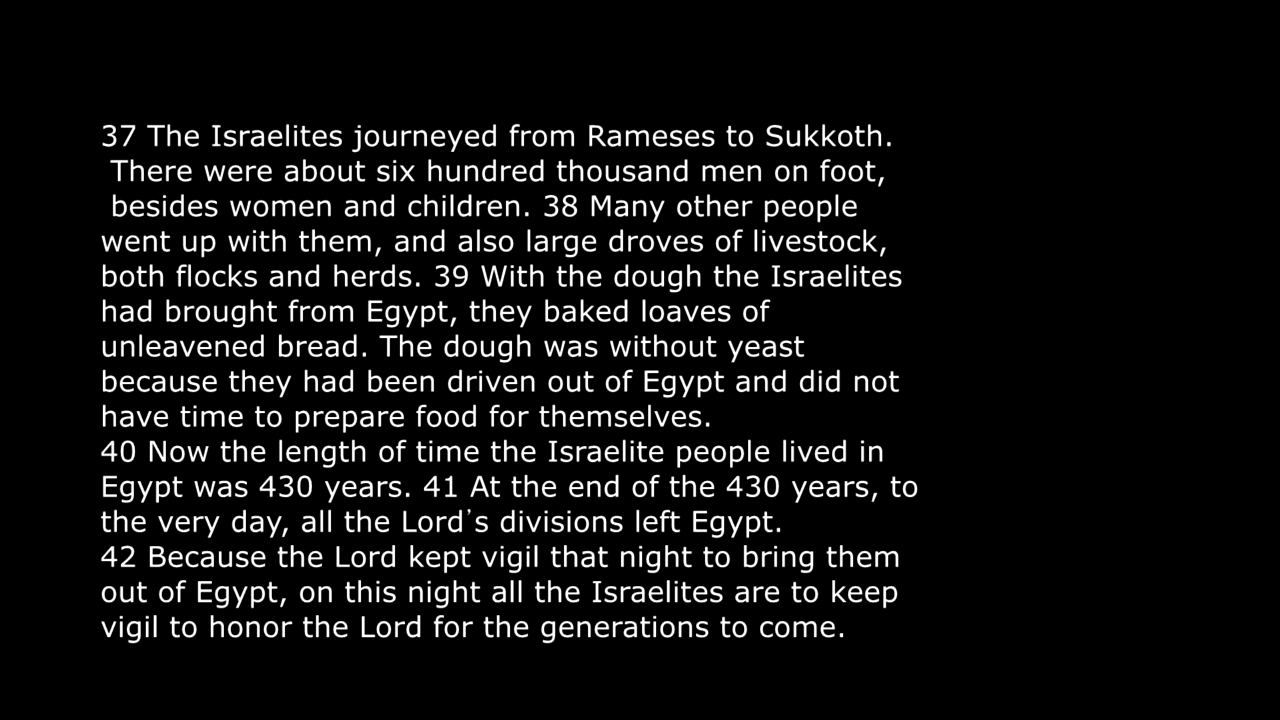 37 The Israelites journeyed from Rameses to Sukkoth.
There were about six hundred thousand men on foot,
besides women and children. 38 Many other people
went up with them, and also large droves of livestock,
both flocks and herds. 39 With the dough the Israelites
had brought from Egypt, they baked loaves of
unleavened bread. The dough was without yeast
because they had been driven out of Egypt and did not
have time to prepare food for themselves.
40 Now the length of time the Israelite people lived in
Egypt was 430 years. 41 At the end of the 430 years, to
the very day, all the Lord’s divisions left Egypt.
42 Because the Lord kept vigil that night to bring them
out of Egypt, on this night all the Israelites are to keep
vigil to honor the Lord for the generations to come.